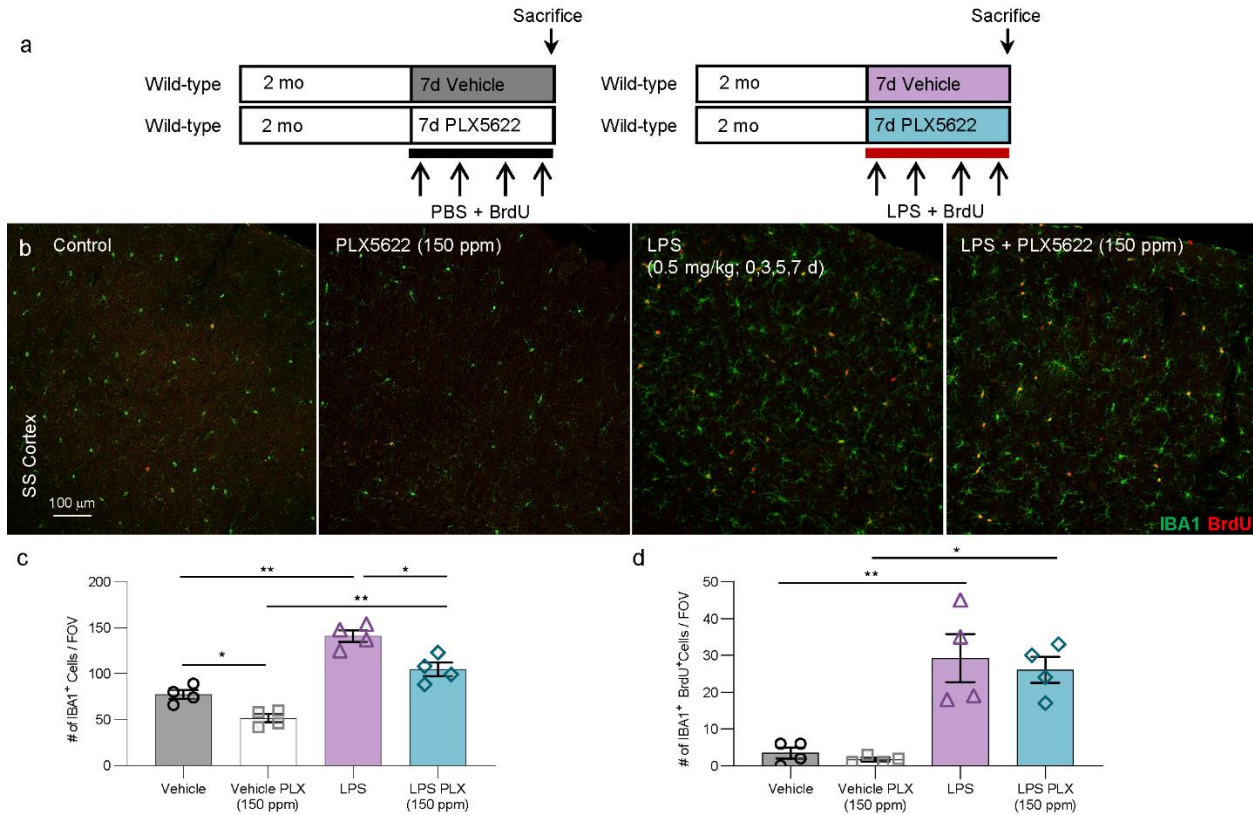 a
Sacrifice
Sacrifice
Wild-type
2 mo
7d Vehicle
Wild-type
2 mo
7d Vehicle
Wild-type
2 mo
7d PLX5622
Wild-type
2 mo
7d PLX5622
PBS + BrdU
LPS + BrdU
b
Control
PLX5622 (150 ppm)
LPS
(0.5 mg/kg; 0,3,5,7 d)
LPS + PLX5622 (150 ppm)
SS Cortex
100 µm
IBA1 BrdU
c
# of IBA1+ Cells / FOV
200
150
100
50
0
**
*
**
*
Vehicle
Vehicle PLX
(150 ppm)
LPS
LPS PLX
(150 ppm)
d
# of IBA1+ BrdU+Cells / FOV
50
40
30
20
10
0
*
**
Vehicle
Vehicle PLX
(150 ppm)
LPS
LPS PLX
(150 ppm)